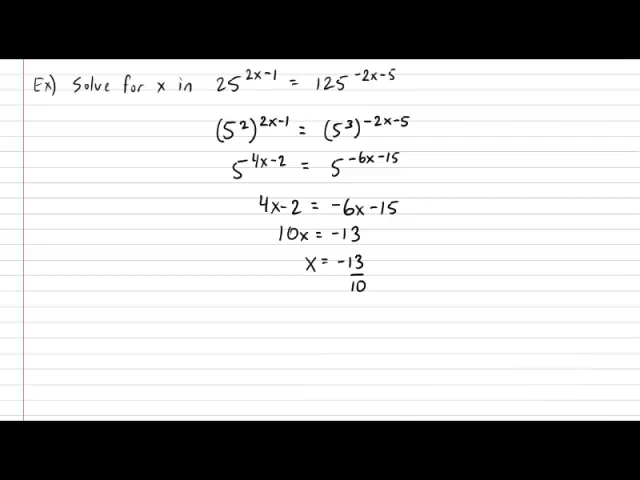 Ex) Solve for x in 25^(2x-1) = 125^(-2x-5)
(5^2)^(2x-1) = (5^3)^(-2x-5)
5^(4x-2) = 5^(-6x-15)
4x-2 = -6x-15
10x = -13
x = -13/10